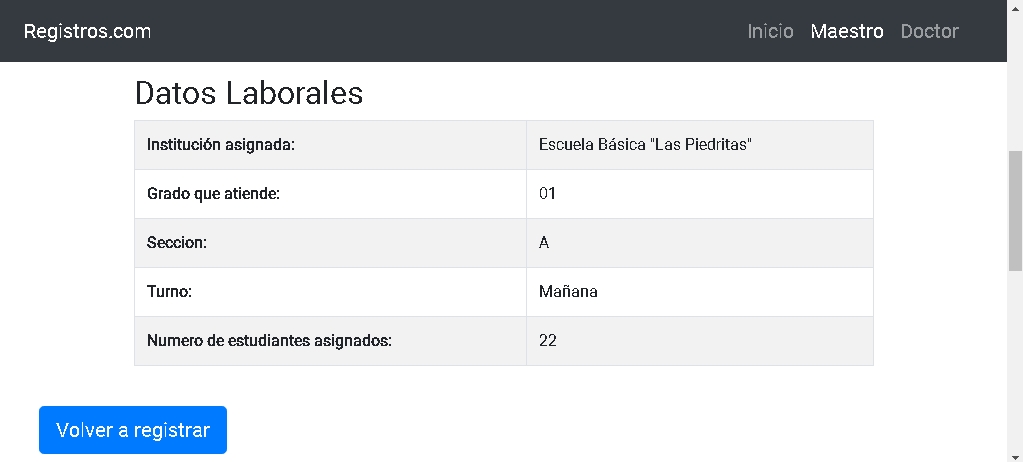 Registros.com
Inicio Maestro Doctor
Datos Laborales
Institución asignada: Escuela Básica "Las Piedritas"
Grado que atiende: 01
Seccion: A
Turno: Mañana
Numero de estudiantes asignados: 22
Volver a registrar